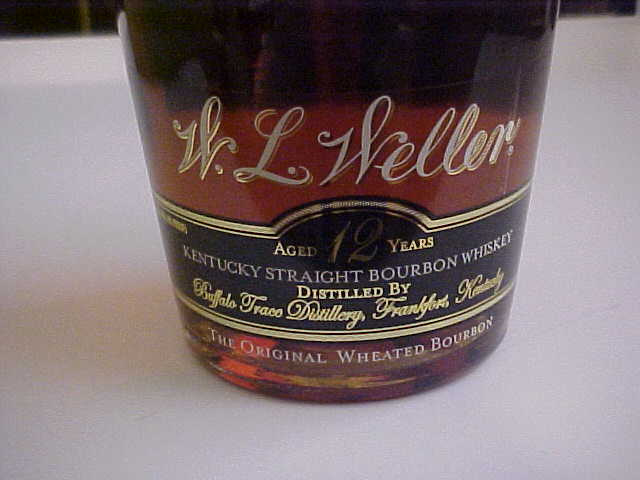 W. L. Weller
AGED 12 YEARS
KENTUCKY STRAIGHT BOURBON WHISKEY
DISTILLED BY
Buffalo Trace Distillery, Frankfort, Kentucky
THE ORIGINAL WHEATED BOURBON